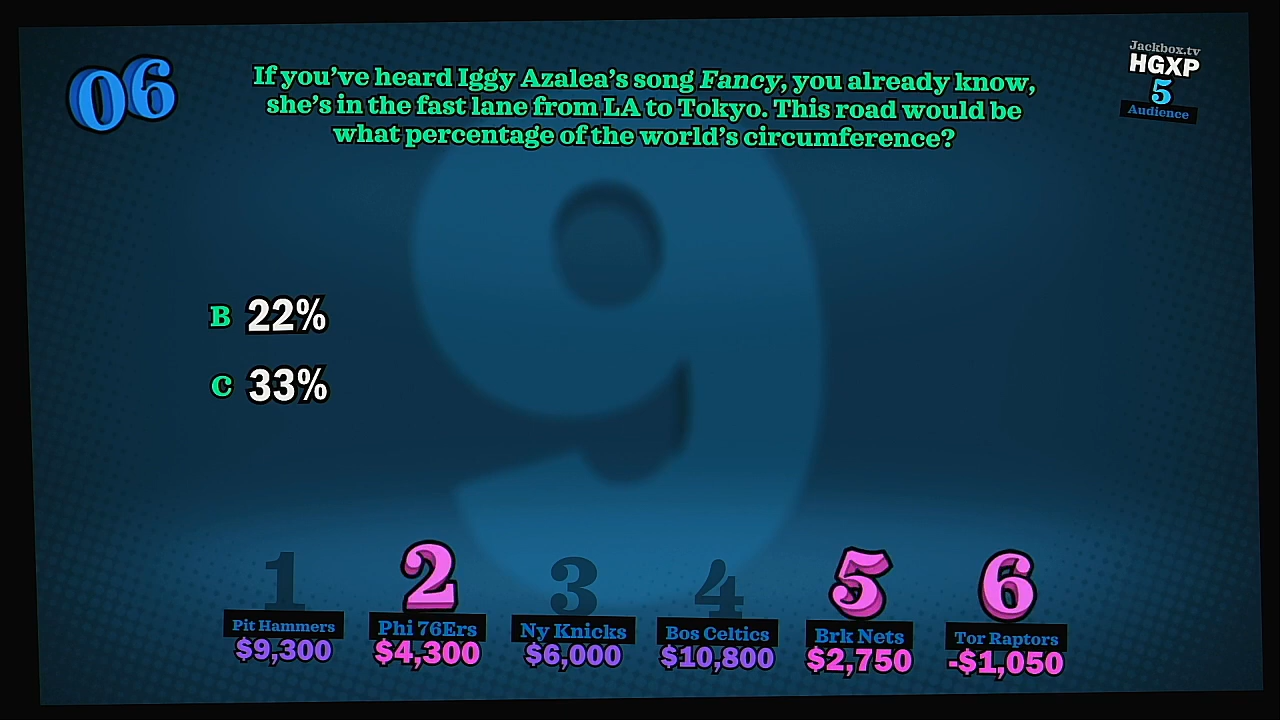 06
If you've heard Iggy Azalea's song Fancy, you already know,
she's in the fast lane from LA to Tokyo. This road would be
what percentage of the world's circumference?
Jackbox.tv
HGXP
5
Audience
9
B 22%
C 33%
1 2 3 4 5 6
Pit Hammers Phi 76Ers Ny Knicks Bos Celtics Brk Nets Tor Raptors
$9,300 $4,300 $6,000 $10,800 $2,750 -$1,050